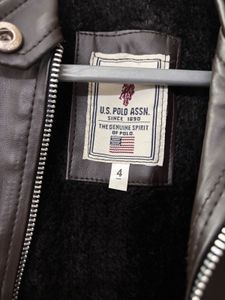 U.S. POLO ASSN.
SINCE 1890
THE GENUINE SPIRIT
OF POLO
4